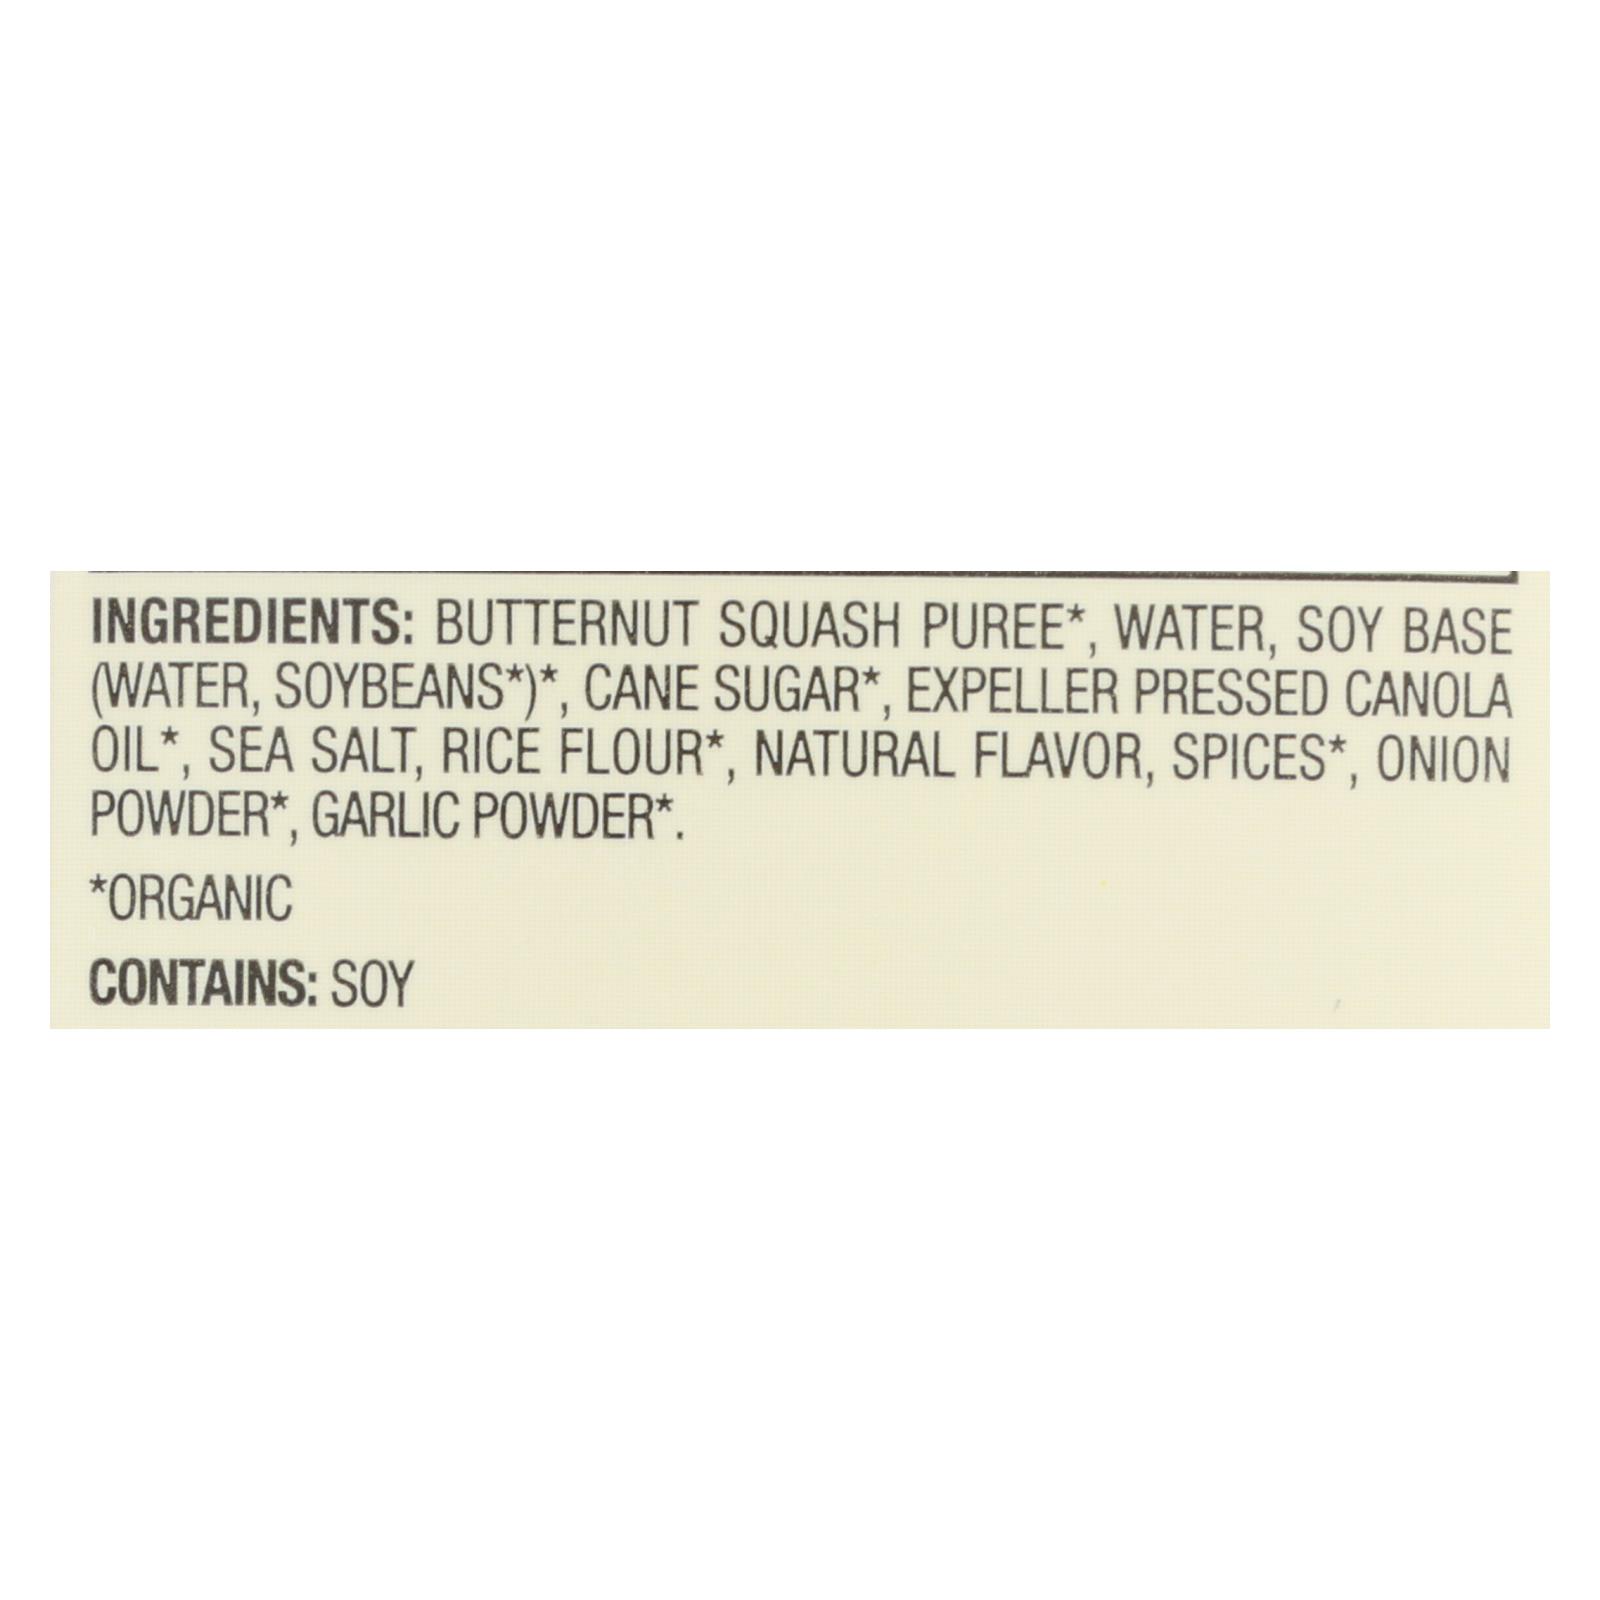 INGREDIENTS: BUTTERNUT SQUASH PUREE*, WATER, SOY BASE
(WATER, SOYBEANS*)*, CANE SUGAR*, EXPELLER PRESSED CANOLA
OIL*, SEA SALT, RICE FLOUR*, NATURAL FLAVOR, SPICES*, ONION
POWDER*, GARLIC POWDER*.
*ORGANIC
CONTAINS: SOY